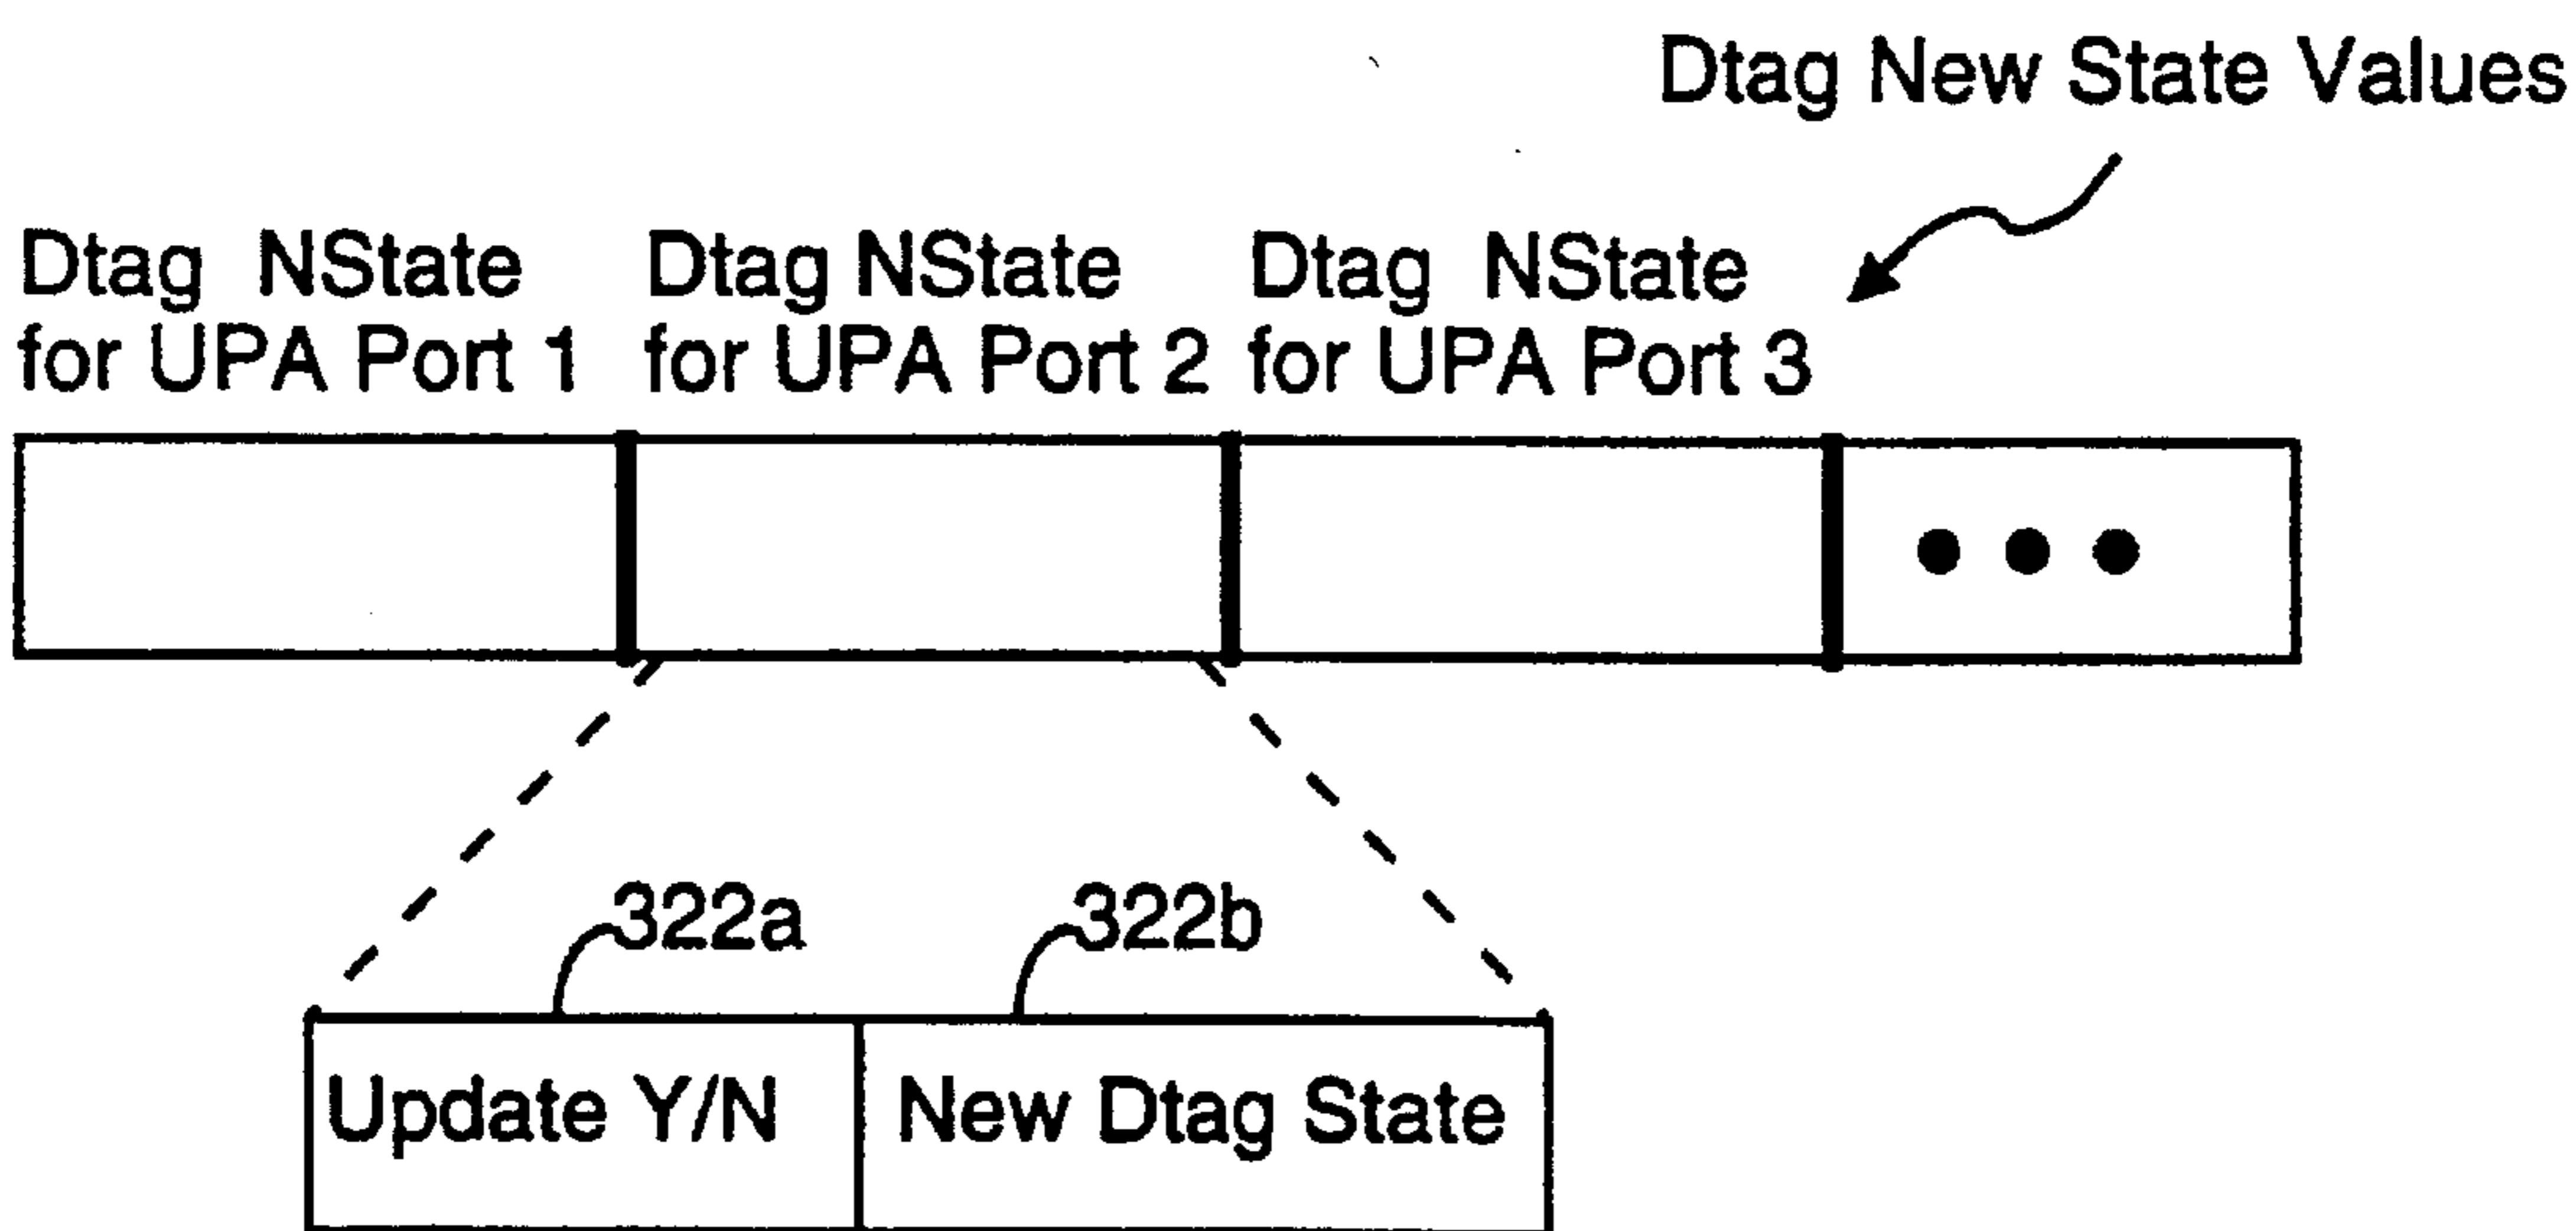 Dtag New State Values
Dtag NState
for UPA Port 1
Dtag NState
for UPA Port 2
Dtag NState
for UPA Port 3
322a
322b
Update Y/N
New Dtag State